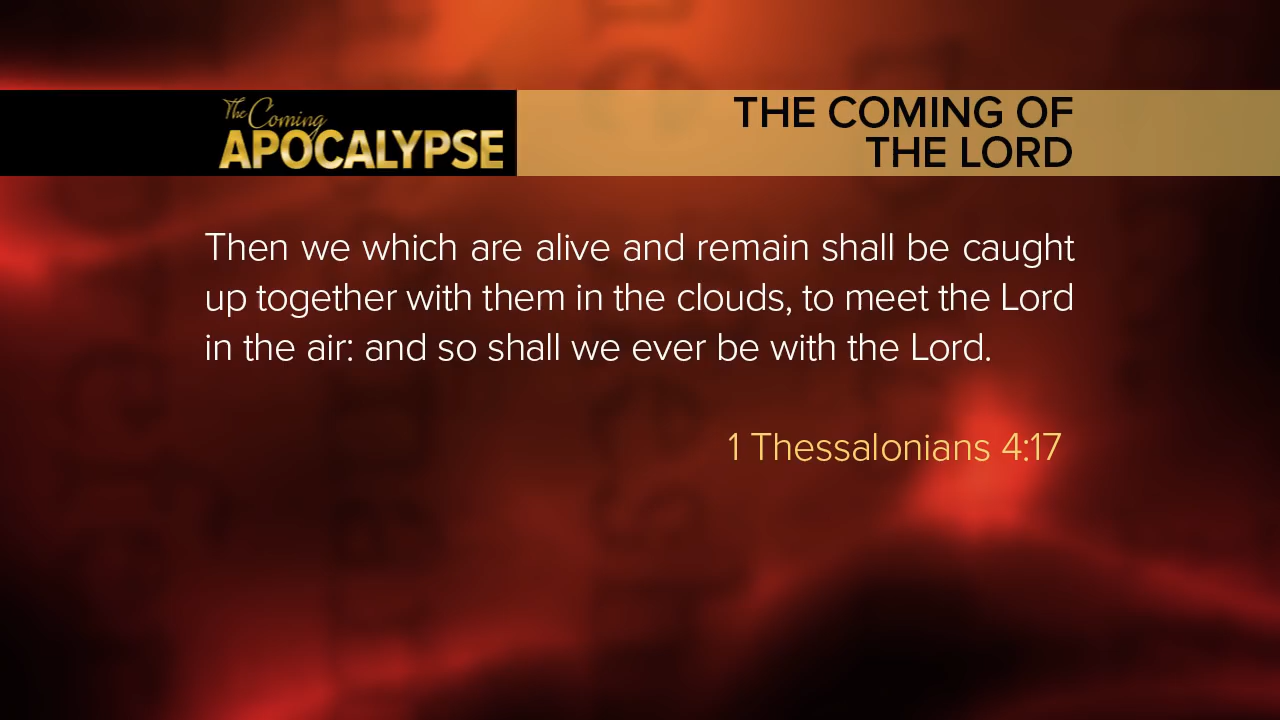 The Coming
APOCALYPSE
THE COMING OF
THE LORD
Then we which are alive and remain shall be caught
up together with them in the clouds, to meet the Lord
in the air: and so shall we ever be with the Lord.
1 Thessalonians 4:17